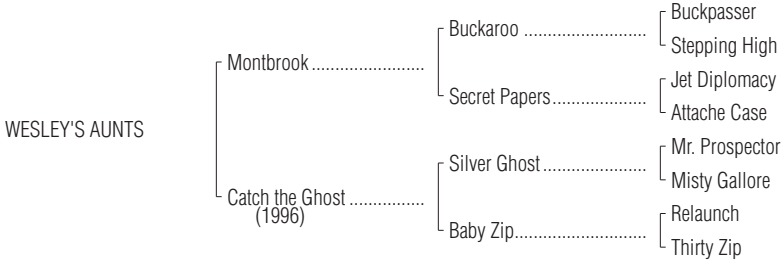 Buckpasser
Buckaroo ..............................
Stepping High
Montbrook ...........................
Jet Diplomacy
Secret Papers.......................
Attache Case
WESLEY'S AUNTS
Mr. Prospector
Silver Ghost.........................
Misty Gallore
Catch the Ghost ..................
(1996)
Relaunch
Baby Zip................................
Thirty Zip